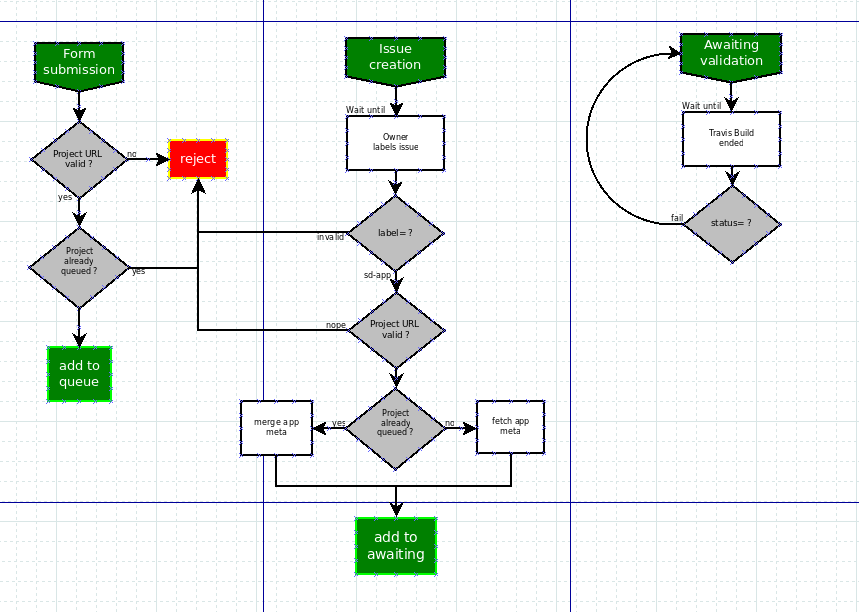 Form
submission
Project URL
valid ?
no
reject
yes
Project
already
queued ?
yes
add to
queue
Issue
creation
Wait until
Owner
labels issue
label= ?
invalid
sd-app
Project URL
valid ?
nope
Project
already
queued ?
yes
no
merge app
meta
fetch app
meta
add to
awaiting
Awaiting
validation
Wait until
Travis Build
ended
status= ?
fail